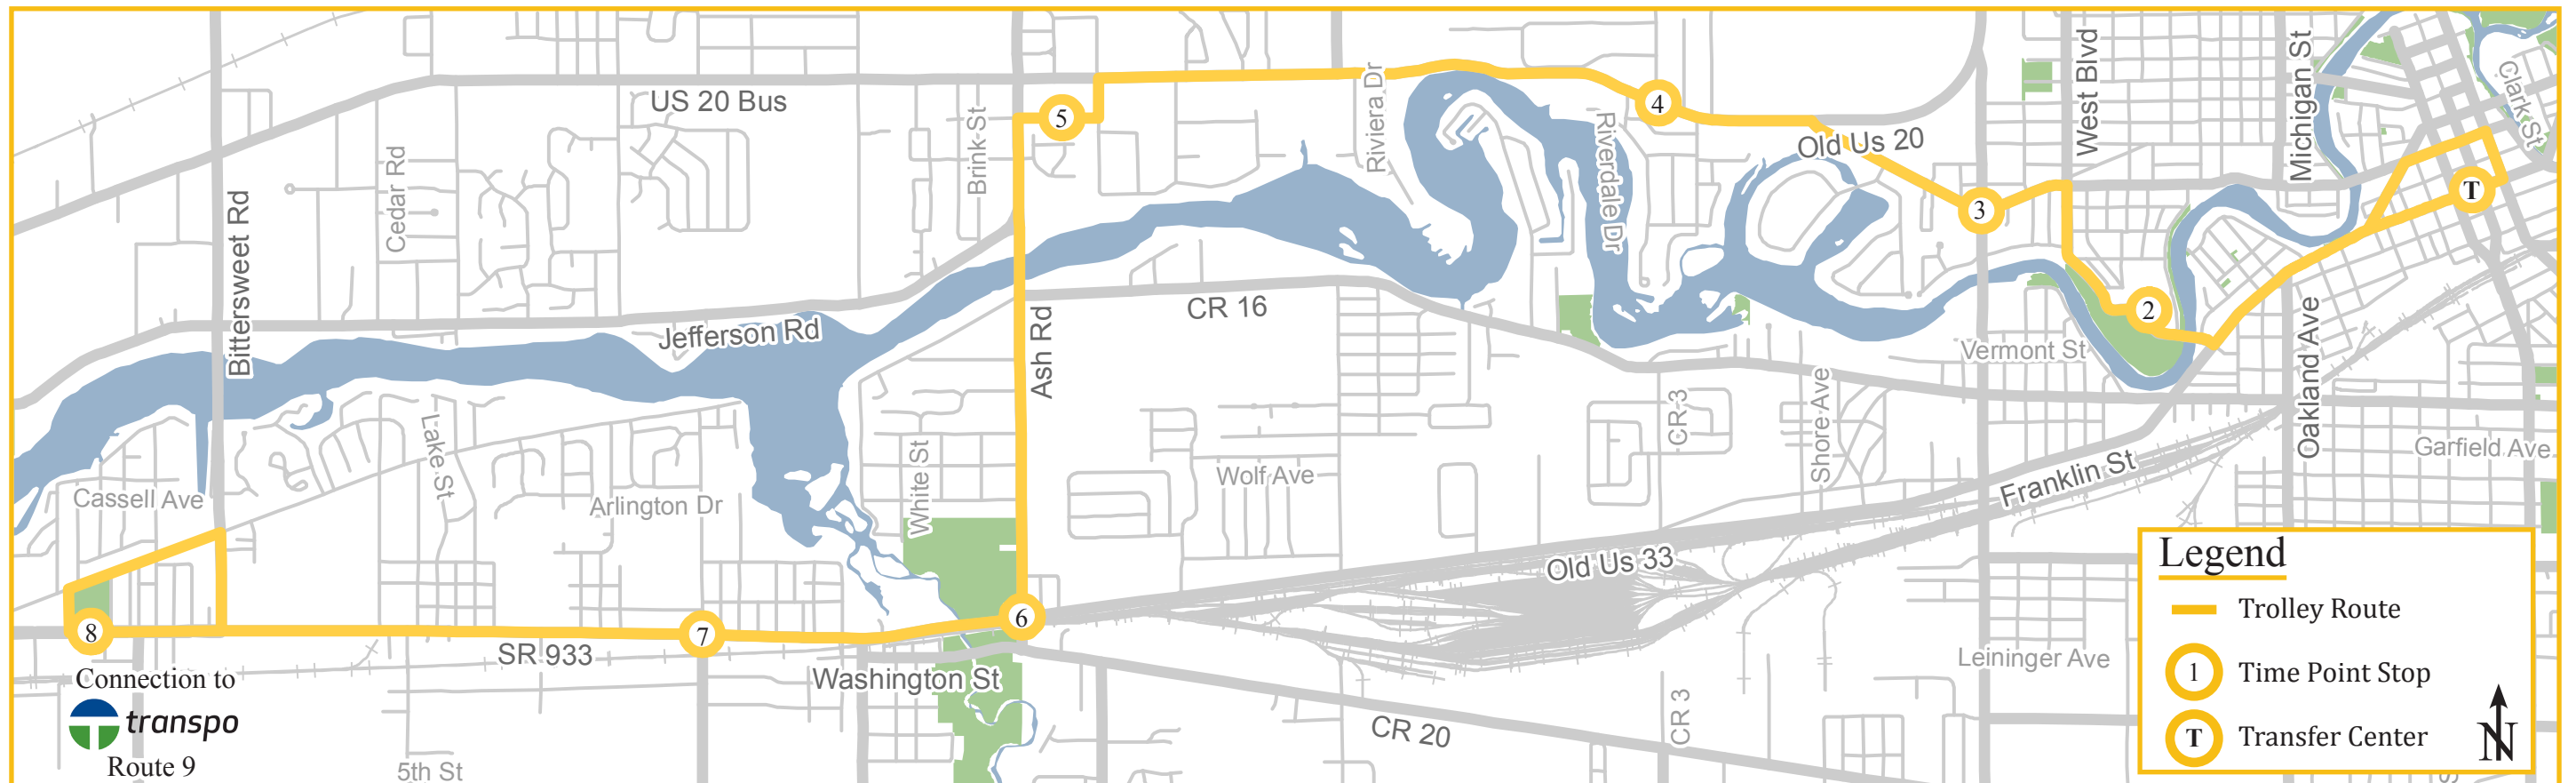 US 20 Bus
Bittersweet Rd
Cedar Rd
Brink St
5
Riviera Dr
4
Riverdale Dr
Old Us 20
3
West Blvd
Michigan St
Clark St
T
2
Jefferson Rd
Ash Rd
CR 16
Vermont St
Oakland Ave
Lake St
Cassell Ave
Arlington Dr
White St
Wolf Ave
CR 3
Shore Ave
Garfield Ave
Franklin St
Old Us 33
8
7
6
SR 933
Washington St
CR 20
CR 3
Leininger Ave
5th St
Connection to
transpo
Route 9
Legend
Trolley Route
1 Time Point Stop
T Transfer Center
N